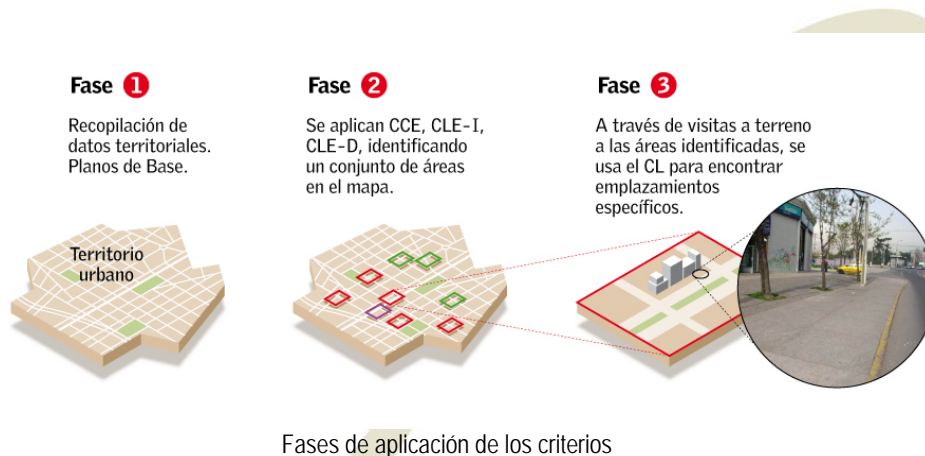 Fase 1
Recopilación de
datos territoriales.
Planos de Base.
Territorio
urbano
Fase 2
Se aplican CCE, CLE-I,
CLE-D, identificando
un conjunto de áreas
en el mapa.
Fase 3
A través de visitas a terreno
a las áreas identificadas, se
usa el CL para encontrar
emplazamientos
específicos.
Fases de aplicación de los criterios